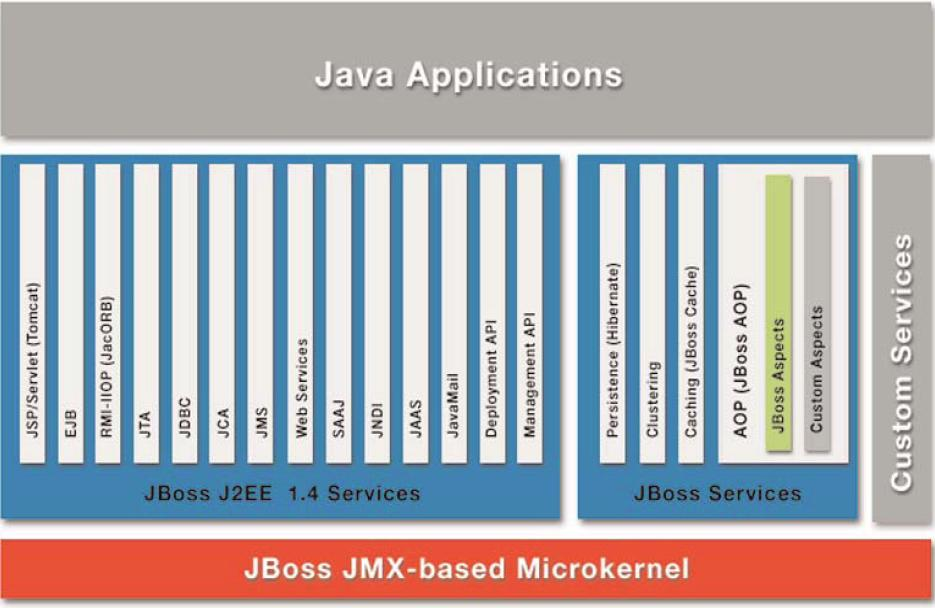 Java Applications
JSP/Servlet (Tomcat)
EJB
RMI-IIOP (JacORB)
JTA
JDBC
JCA
JMS
Web Services
SAAJ
JNDI
JAAS
JavaMail
Deployment API
Management API
JBoss J2EE 1.4 Services
Persistence (Hibernate)
Clustering
Caching (JBoss Cache)
AOP (JBoss AOP)
JBoss Aspects
Custom Aspects
JBoss Services
Custom Services
JBoss JMX-based Microkernel